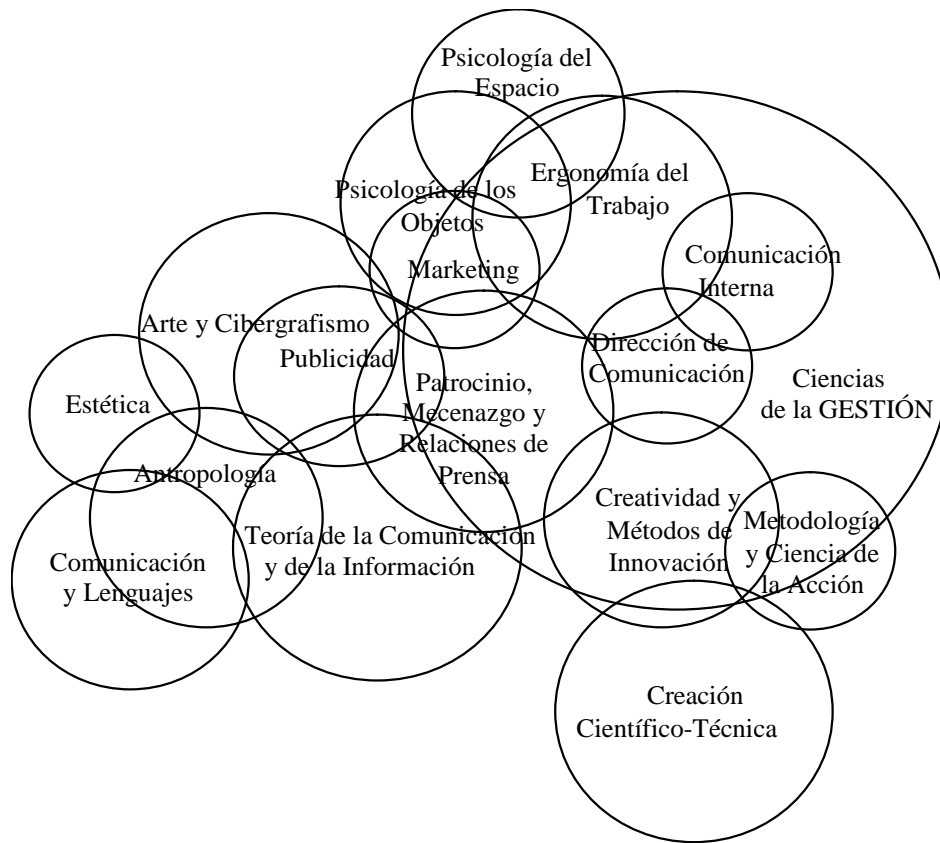 Psicología del
Espacio
Ergonomía del
Trabajo
Psicología de los
Objetos
Comunicación
Interna
Marketing
Arte y Cibergrafismo
Publicidad
Dirección de
Comunicación
Patrocinio,
Mecenazgo y
Relaciones de
Prensa
Ciencias
de la GESTIÓN
Estética
Antropología
Creatividad y
Métodos de
Innovación
Metodología
y Ciencia de
la Acción
Teoría de la Comunicación
y de la Información
Comunicación
y Lenguajes
Creación
Científico-Técnica